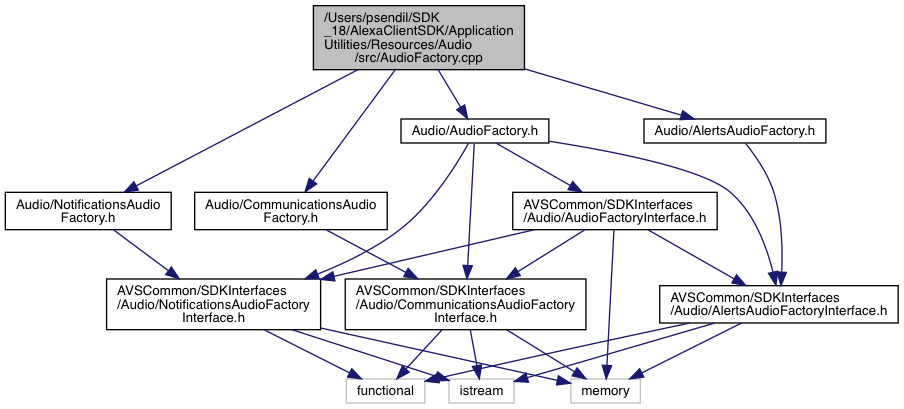 /Users/psendil/SDK
_18/AlexaClientSDK/Application
Utilities/Resources/Audio
/src/AudioFactory.cpp
Audio/AudioFactory.h
Audio/AlertsAudioFactory.h
Audio/NotificationsAudio
Factory.h
Audio/CommunicationsAudio
Factory.h
AVSCommon/SDKInterfaces
/Audio/AudioFactoryInterface.h
AVSCommon/SDKInterfaces
/Audio/NotificationsAudioFactory
Interface.h
AVSCommon/SDKInterfaces
/Audio/CommunicationsAudioFactory
Interface.h
AVSCommon/SDKInterfaces
/Audio/AlertsAudioFactoryInterface.h
functional
istream
memory